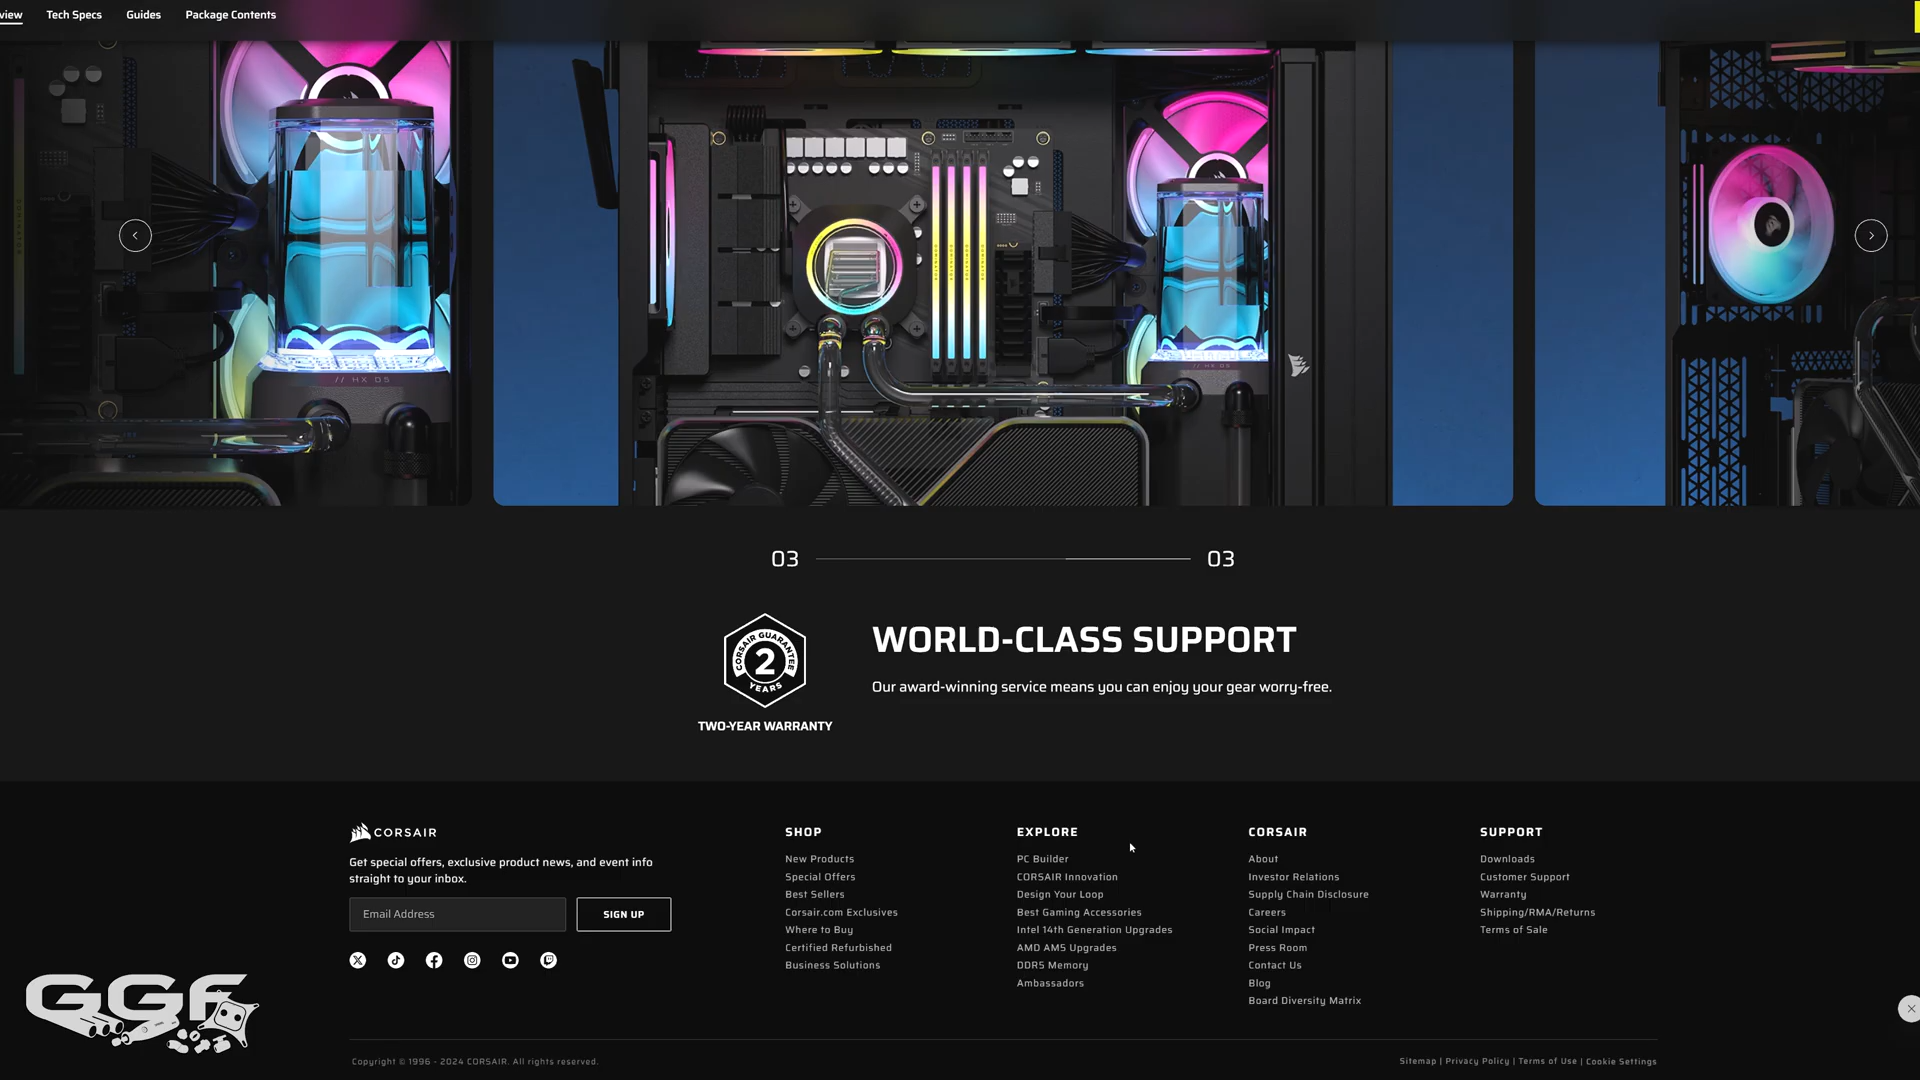 view Tech Specs Guides Package Contents
// HX 05
03 03
CORSAIR GUARANTEE
2
YEARS
TWO-YEAR WARRANTY
WORLD-CLASS SUPPORT
Our award-winning service means you can enjoy your gear worry-free.
CORSAIR
Get special offers, exclusive product news, and event info
straight to your inbox.
Email Address
SIGN UP
SHOP
New Products
Special Offers
Best Sellers
Corsair.com Exclusives
Where to Buy
Certified Refurbished
Business Solutions
EXPLORE
PC Builder
CORSAIR Innovation
Design Your Loop
Best Gaming Accessories
Intel 14th Generation Upgrades
AMD AM5 Upgrades
DDR5 Memory
Ambassadors
CORSAIR
About
Investor Relations
Supply Chain Disclosure
Careers
Social Impact
Press Room
Contact Us
Blog
Board Diversity Matrix
SUPPORT
Downloads
Customer Support
Warranty
Shipping/RMA/Returns
Terms of Sale
GGF
Copyright © 1996 - 2024 CORSAIR. All rights reserved.
Sitemap | Privacy Policy | Terms of Use | Cookie Settings